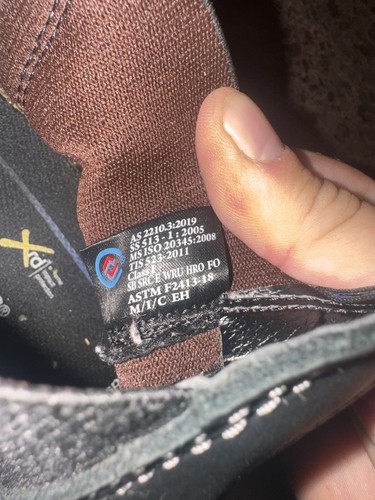 AS 2210.3:2019
SS 513 - 1 : 2005
MS ISO 20345:2008
TIS 523-2011
Class I
SB SRC E WRU HRO FO
ASTM F2413-18
M/I/C EH
Xrd